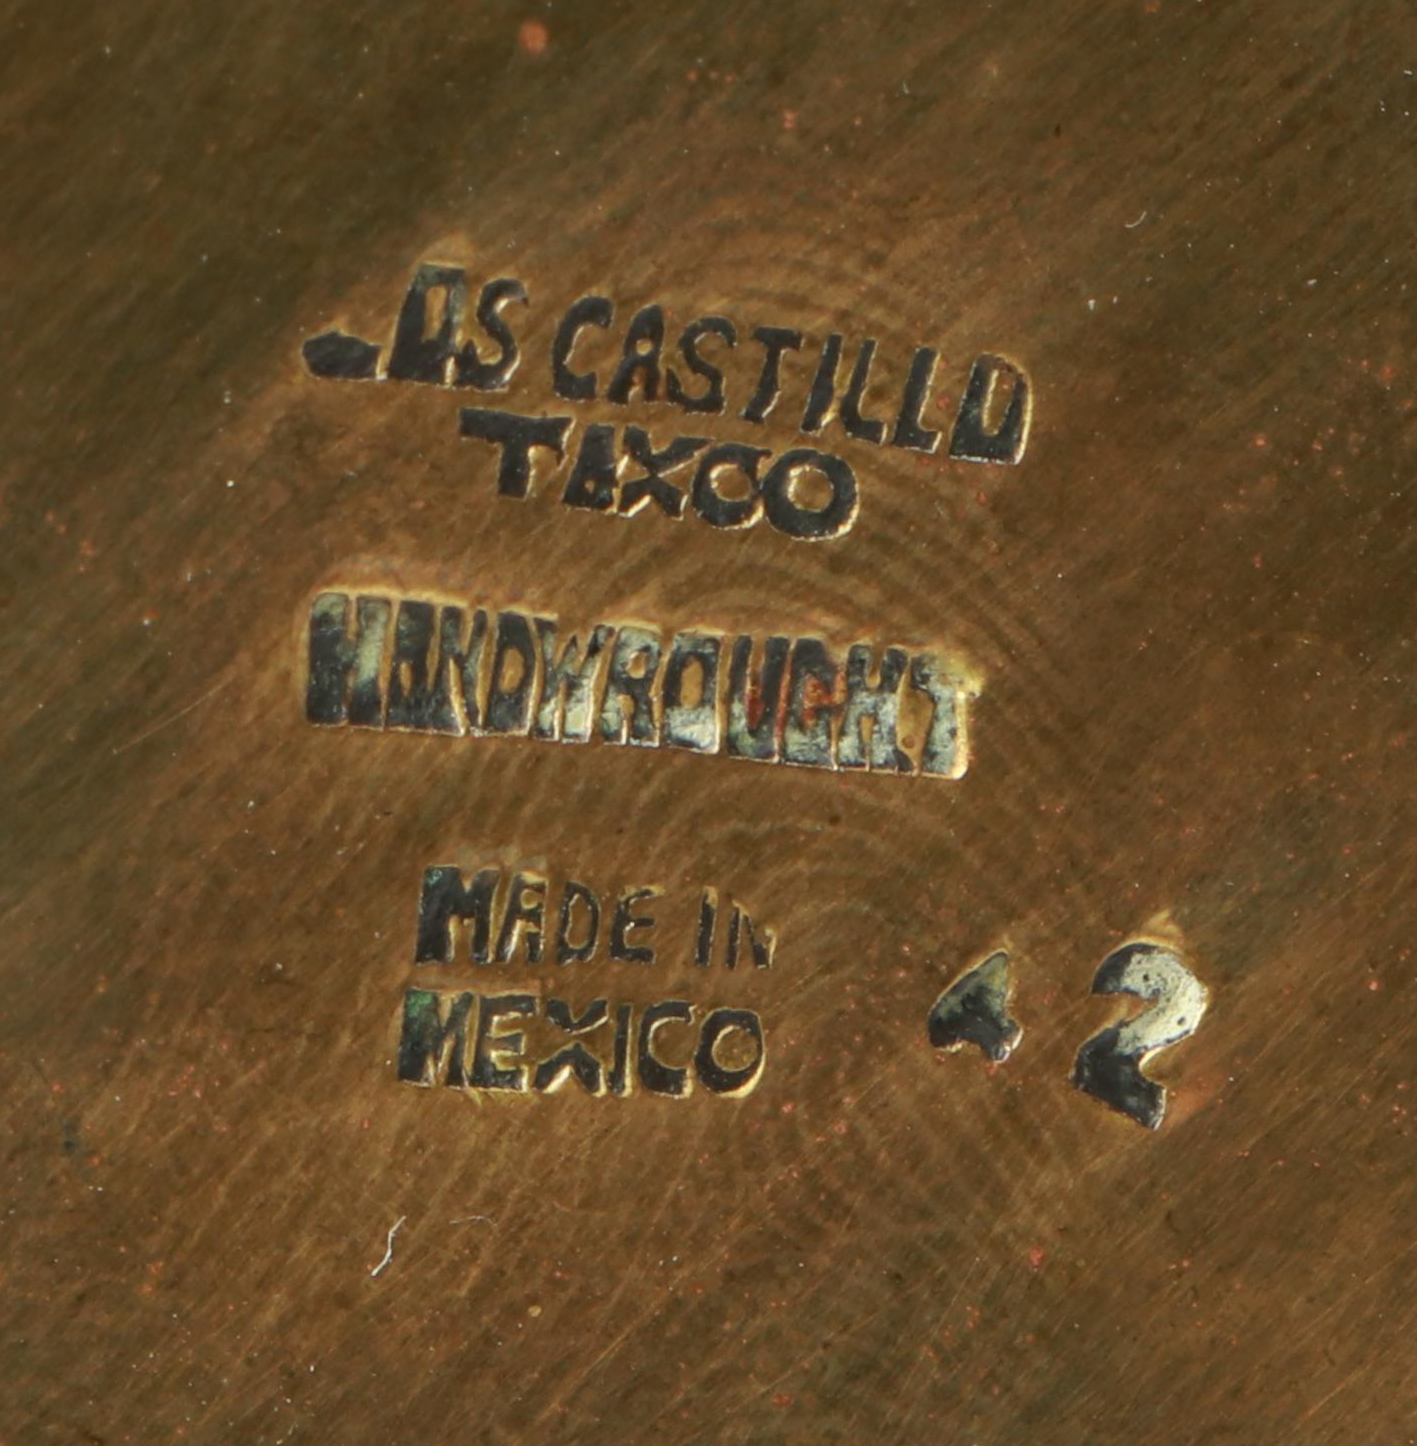 LOS CASTILLO
TAXCO
HANDWROUGHT
MADE IN
MEXICO
42